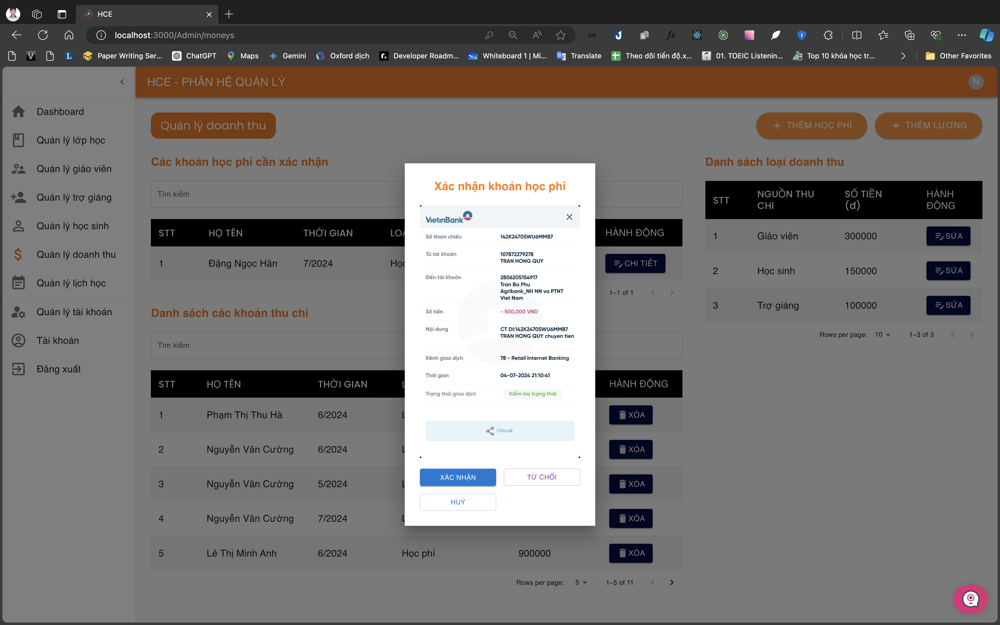 HCE
localhost:3000/Admin/moneys
Paper Writing Ser...
ChatGPT
Maps
Gemini
Oxford dịch
Developer Roadm...
Whiteboard 1 | Mi...
Translate
Theo dõi tiến độ.x...
01. TOEIC Listenin...
Top 10 khóa học tr...
Other Favorites
HCE - PHÂN HỆ QUẢN LÝ
N
Dashboard
Quản lý lớp học
Quản lý giáo viên
Quản lý trợ giảng
Quản lý học sinh
Quản lý doanh thu
Quản lý lịch học
Quản lý tài khoản
Tài khoản
Đăng xuất
Quản lý doanh thu
+ THÊM HỌC PHÍ
+ THÊM LƯƠNG
Các khoản học phí cần xác nhận
Tìm kiếm
STT HỌ TÊN THỜI GIAN HÀNH ĐỘNG
1 Đặng Ngọc Hân 7/2024 CHI TIẾT
1–1 of 1
Danh sách các khoản thu chi
Tìm kiếm
STT HỌ TÊN THỜI GIAN HÀNH ĐỘNG
1 Phạm Thị Thu Hà 6/2024 XÓA
2 Nguyễn Văn Cường 6/2024 XÓA
3 Nguyễn Văn Cường 5/2024 XÓA
4 Nguyễn Văn Cường 7/2024 XÓA
5 Lê Thị Minh Anh 6/2024 Học phí 900000 XÓA
Rows per page: 5 1–5 of 11
Danh sách loại doanh thu
STT NGUỒN THU CHI SỐ TIỀN (đ) HÀNH ĐỘNG
1 Giáo viên 300000 SỬA
2 Học sinh 150000 SỬA
3 Trợ giảng 100000 SỬA
Rows per page: 10 1–3 of 3
Xác nhận khoản học phí
VietinBank
Số tham chiếu 142K24705WU6MMB7
Từ tài khoản 107872279278
TRAN HONG QUY
Đến tài khoản 2806205154917
Tran Ba Phu
Agribank_NH NN va PTNT
Viet Nam
Số tiền - 500,000 VND
Nội dung CT DI:142K24705WU6MMB7
TRAN HONG QUY chuyen tien
Kênh giao dịch 78 - Retail Internet Banking
Thời gian 04-07-2024 21:10:41
Trạng thái giao dịch Kiểm tra trạng thái
Chia sẻ
XÁC NHẬN
TỪ CHỐI
HUỶ